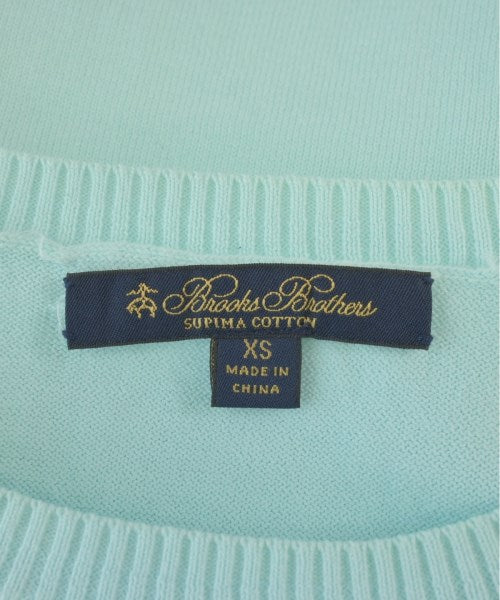 Brooks Brothers
SUPIMA COTTON
XS
MADE IN
CHINA